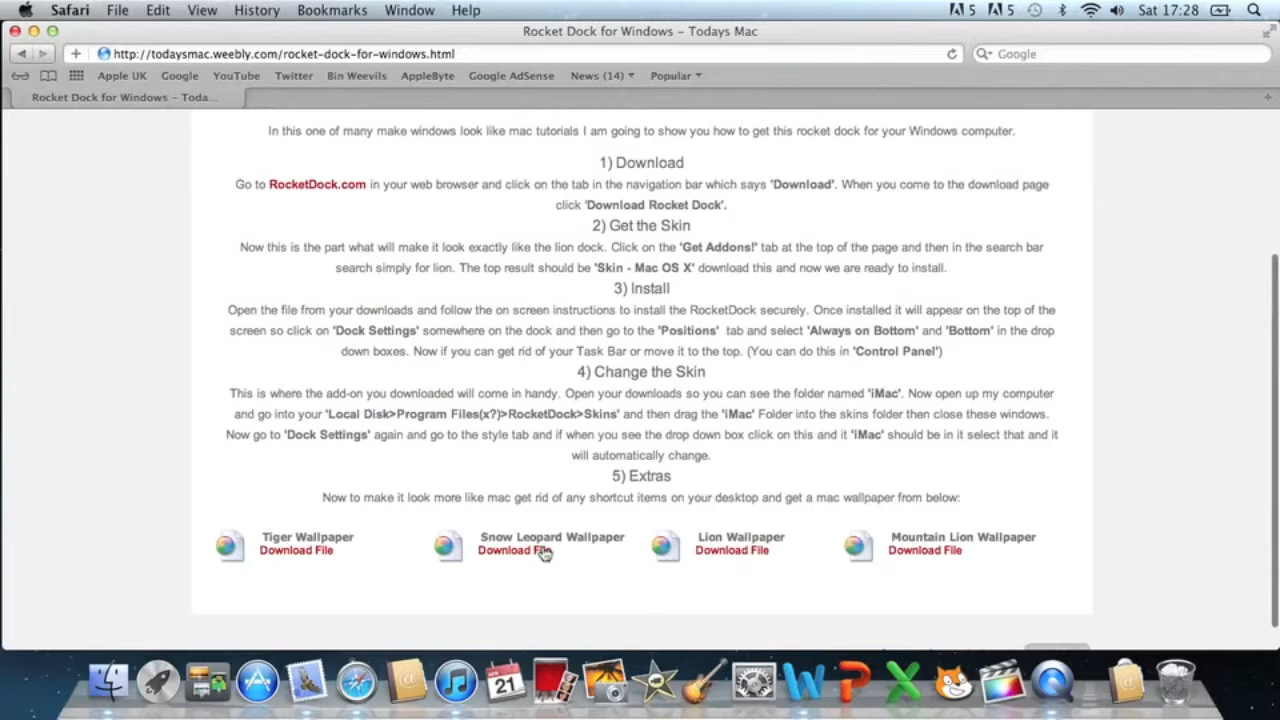 Safari File Edit View History Bookmarks Window Help 5 5 Sat 17:28
Rocket Dock for Windows – Todays Mac
http://todaysmac.weebly.com/rocket-dock-for-windows.html Google
Apple UK Google YouTube Twitter Bin Weevils AppleByte Google AdSense News (14) Popular
Rocket Dock for Windows – Toda...
In this one of many make windows look like mac tutorials I am going to show you how to get this rocket dock for your Windows computer.
1) Download
Go to RocketDock.com in your web browser and click on the tab in the navigation bar which says 'Download'. When you come to the download page
click 'Download Rocket Dock'.
2) Get the Skin
Now this is the part what will make it look exactly like the lion dock. Click on the 'Get Addons!' tab at the top of the page and then in the search bar
search simply for lion. The top result should be 'Skin - Mac OS X' download this and now we are ready to install.
3) Install
Open the file from your downloads and follow the on screen instructions to install the RocketDock securely. Once installed it will appear on the top of the
screen so click on 'Dock Settings' somewhere on the dock and then go to the 'Positions' tab and select 'Always on Bottom' and 'Bottom' in the drop
down boxes. Now if you can get rid of your Task Bar or move it to the top. (You can do this in 'Control Panel')
4) Change the Skin
This is where the add-on you downloaded will come in handy. Open your downloads so you can see the folder named 'iMac'. Now open up my computer
and go into your 'Local Disk>Program Files(x?)>RocketDock>Skins' and then drag the 'iMac' Folder into the skins folder then close these windows.
Now go to 'Dock Settings' again and go to the style tab and if when you see the drop down box click on this and it 'iMac' should be in it select that and it
will automatically change.
5) Extras
Now to make it look more like mac get rid of any shortcut items on your desktop and get a mac wallpaper from below:
Tiger Wallpaper Snow Leopard Wallpaper Lion Wallpaper Mountain Lion Wallpaper
Download File Download File Download File Download File
21